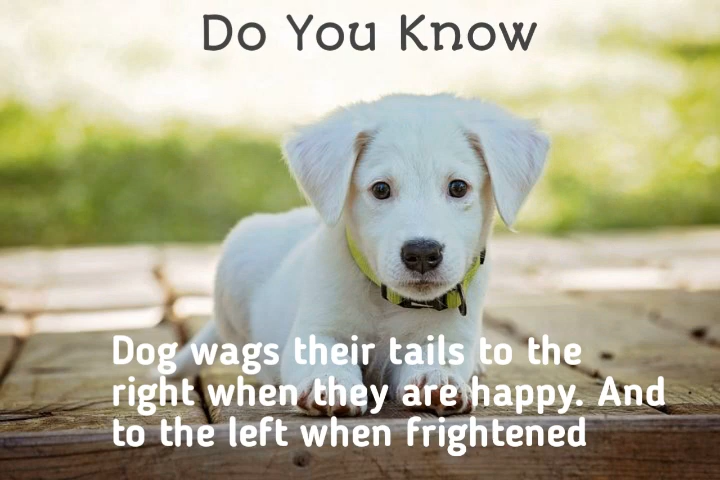 Do You Know
Dog wags their tails to the
right when they are happy. And
to the left when frightened